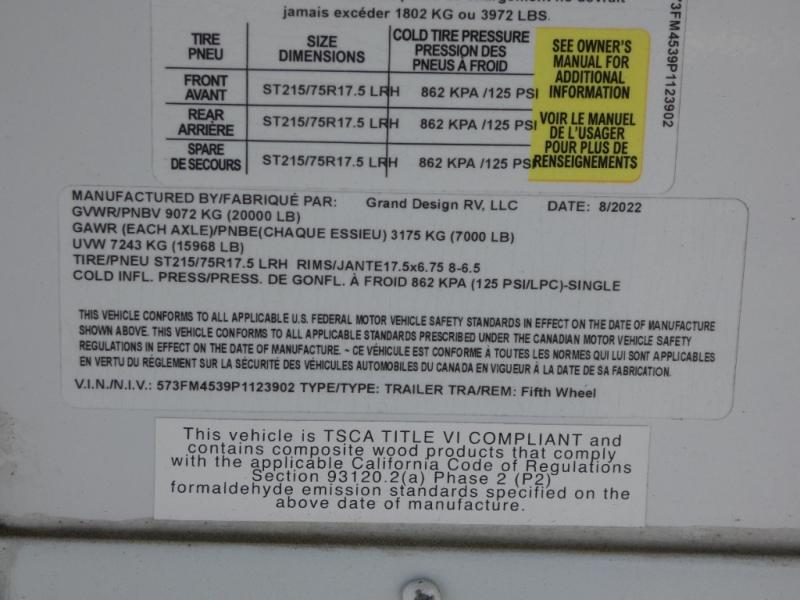 jamais excéder 1802 KG ou 3972 LBS.
TIRE PNEU SIZE DIMENSIONS COLD TIRE PRESSURE PRESSION DES PNEUS À FROID
FRONT AVANT ST215/75R17.5 LRH 862 KPA /125 PSI
REAR ARRIÈRE ST215/75R17.5 LRH 862 KPA /125 PSI
SPARE DE SECOURS ST215/75R17.5 LRH 862 KPA /125 PSI
SEE OWNER'S
MANUAL FOR
ADDITIONAL
INFORMATION
VOIR LE MANUEL
DE L'USAGER
POUR PLUS DE
RENSEIGNEMENTS
573FM4539P1123902
MANUFACTURED BY/FABRIQUÉ PAR: Grand Design RV, LLC DATE: 8/2022
GVWR/PNBV 9072 KG (20000 LB)
GAWR (EACH AXLE)/PNBE(CHAQUE ESSIEU) 3175 KG (7000 LB)
UVW 7243 KG (15968 LB)
TIRE/PNEU ST215/75R17.5 LRH RIMS/JANTE17.5x6.75 8-6.5
COLD INFL. PRESS/PRESS. DE GONFL. À FROID 862 KPA (125 PSI/LPC)-SINGLE
THIS VEHICLE CONFORMS TO ALL APPLICABLE U.S. FEDERAL MOTOR VEHICLE SAFETY STANDARDS IN EFFECT ON THE DATE OF MANUFACTURE
SHOWN ABOVE. THIS VEHICLE CONFORMS TO ALL APPLICABLE STANDARDS PRESCRIBED UNDER THE CANADIAN MOTOR VEHICLE SAFETY
REGULATIONS IN EFFECT ON THE DATE OF MANUFACTURE. ~ CE VÉHICULE EST CONFORME À TOUTES LES NORMES QUI LUI SONT APPLICABLES
EN VERTU DU RÉGLEMENT SUR LA SÉCURITÉ DES VÉHICULES AUTOMOBILES DU CANADA EN VIGUEUR À LA DATE DE SA FABRICATION.
V.I.N./N.I.V.: 573FM4539P1123902 TYPE/TYPE: TRAILER TRA/REM: Fifth Wheel
This vehicle is TSCA TITLE VI COMPLIANT and
contains composite wood products that comply
with the applicable California Code of Regulations
Section 93120.2(a) Phase 2 (P2)
formaldehyde emission standards specified on the
above date of manufacture.